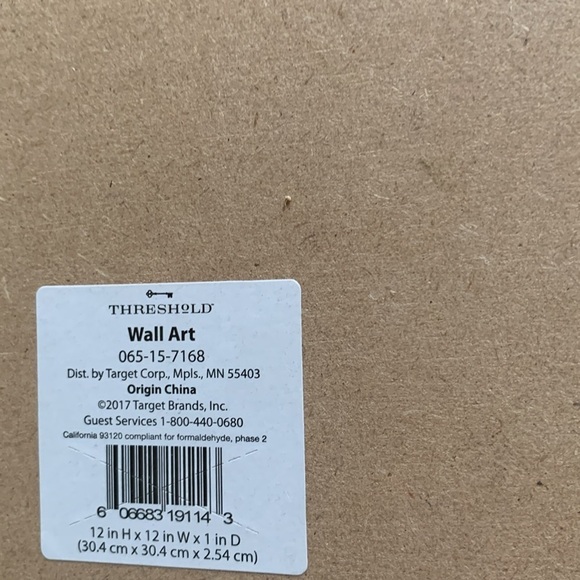 THRESHOLD
Wall Art
065-15-7168
Dist. by Target Corp., Mpls., MN 55403
Origin China
©2017 Target Brands, Inc.
Guest Services 1-800-440-0680
California 93120 compliant for formaldehyde, phase 2
6 06683 19114 3
12 in H x 12 in W x 1 in D
(30.4 cm x 30.4 cm x 2.54 cm)